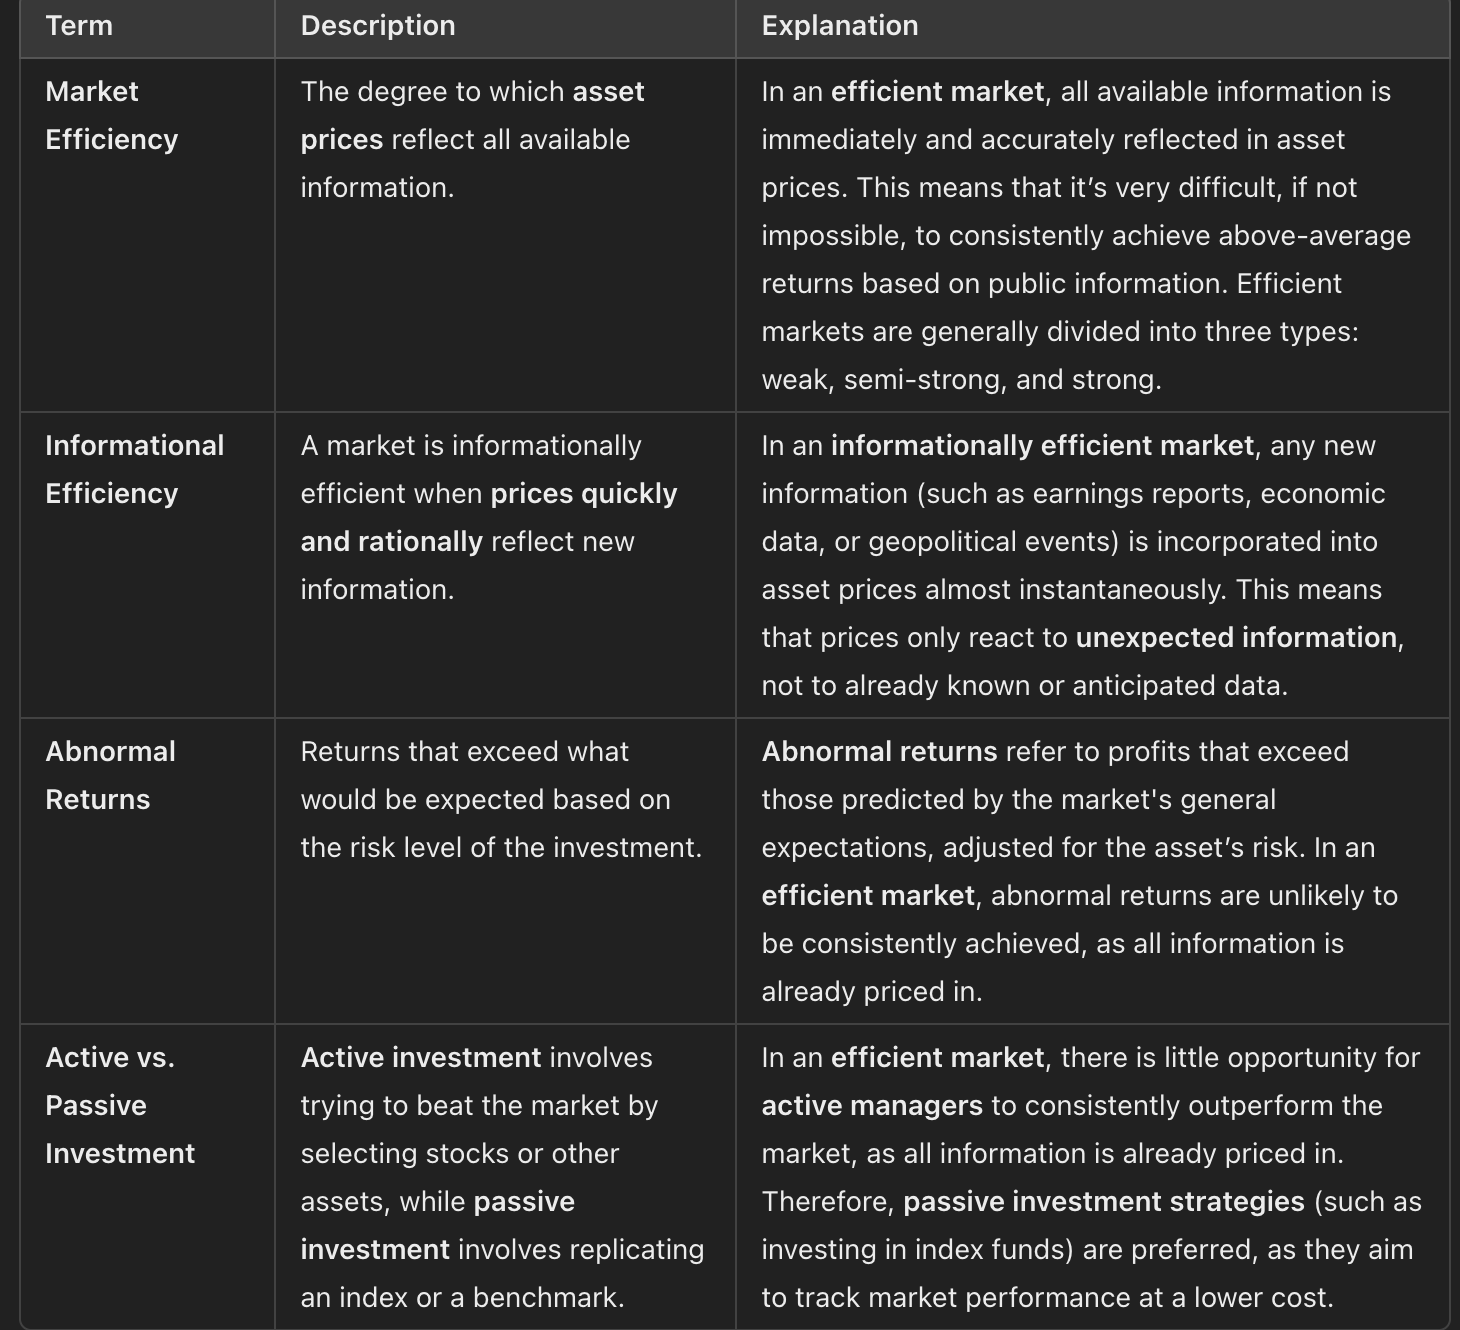 Term
Description
Explanation
Market
Efficiency
The degree to which asset
prices reflect all available
information.
In an efficient market, all available information is
immediately and accurately reflected in asset
prices. This means that it’s very difficult, if not
impossible, to consistently achieve above-average
returns based on public information. Efficient
markets are generally divided into three types:
weak, semi-strong, and strong.
Informational
Efficiency
A market is informationally
efficient when prices quickly
and rationally reflect new
information.
In an informationally efficient market, any new
information (such as earnings reports, economic
data, or geopolitical events) is incorporated into
asset prices almost instantaneously. This means
that prices only react to unexpected information,
not to already known or anticipated data.
Abnormal
Returns
Returns that exceed what
would be expected based on
the risk level of the investment.
Abnormal returns refer to profits that exceed
those predicted by the market's general
expectations, adjusted for the asset’s risk. In an
efficient market, abnormal returns are unlikely to
be consistently achieved, as all information is
already priced in.
Active vs.
Passive
Investment
Active investment involves
trying to beat the market by
selecting stocks or other
assets, while passive
investment involves replicating
an index or a benchmark.
In an efficient market, there is little opportunity for
active managers to consistently outperform the
market, as all information is already priced in.
Therefore, passive investment strategies (such as
investing in index funds) are preferred, as they aim
to track market performance at a lower cost.